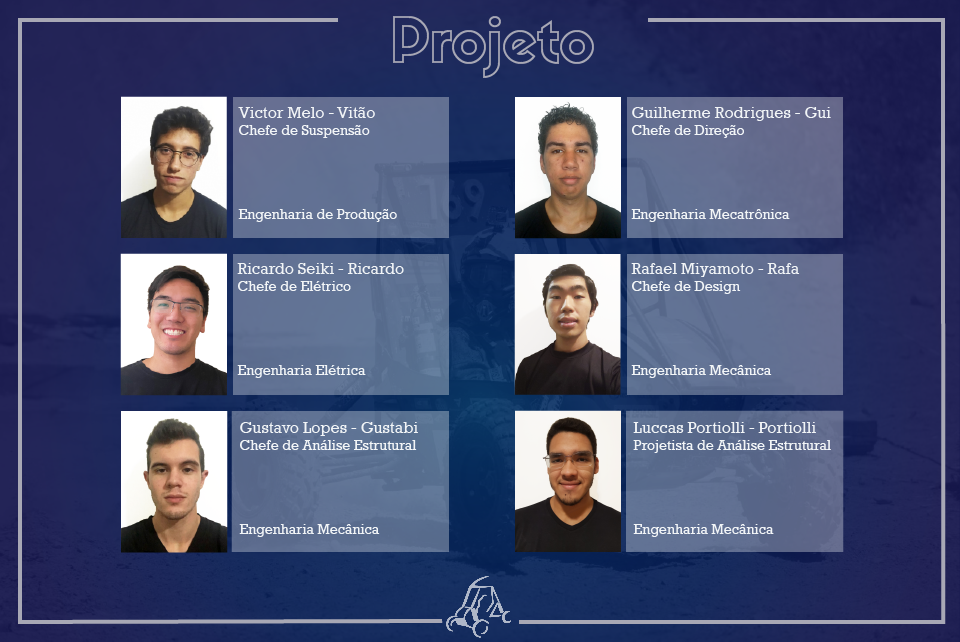 Projeto
Victor Melo - Vitão
Chefe de Suspensão
Engenharia de Produção
Guilherme Rodrigues - Gui
Chefe de Direção
Engenharia Mecatrônica
Ricardo Seiki - Ricardo
Chefe de Elétrico
Engenharia Elétrica
Rafael Miyamoto - Rafa
Chefe de Design
Engenharia Mecânica
Gustavo Lopes - Gustabi
Chefe de Análise Estrutural
Engenharia Mecânica
Luccas Portiolli - Portiolli
Projetista de Análise Estrutural
Engenharia Mecânica
769